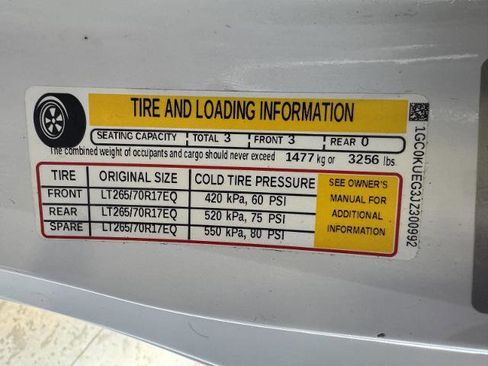 TIRE AND LOADING INFORMATION
SEATING CAPACITY TOTAL 3 FRONT 3 REAR 0
The combined weight of occupants and cargo should never exceed 1477 kg or 3256 lbs
TIRE ORIGINAL SIZE COLD TIRE PRESSURE
FRONT LT265/70R17EQ 420 kPa, 60 PSI
REAR LT265/70R17EQ 520 kPa, 75 PSI
SPARE LT265/70R17EQ 550 kPa, 80 PSI
SEE OWNER'S
MANUAL FOR
ADDITIONAL
INFORMATION
1GC0KUEG3JZ300992